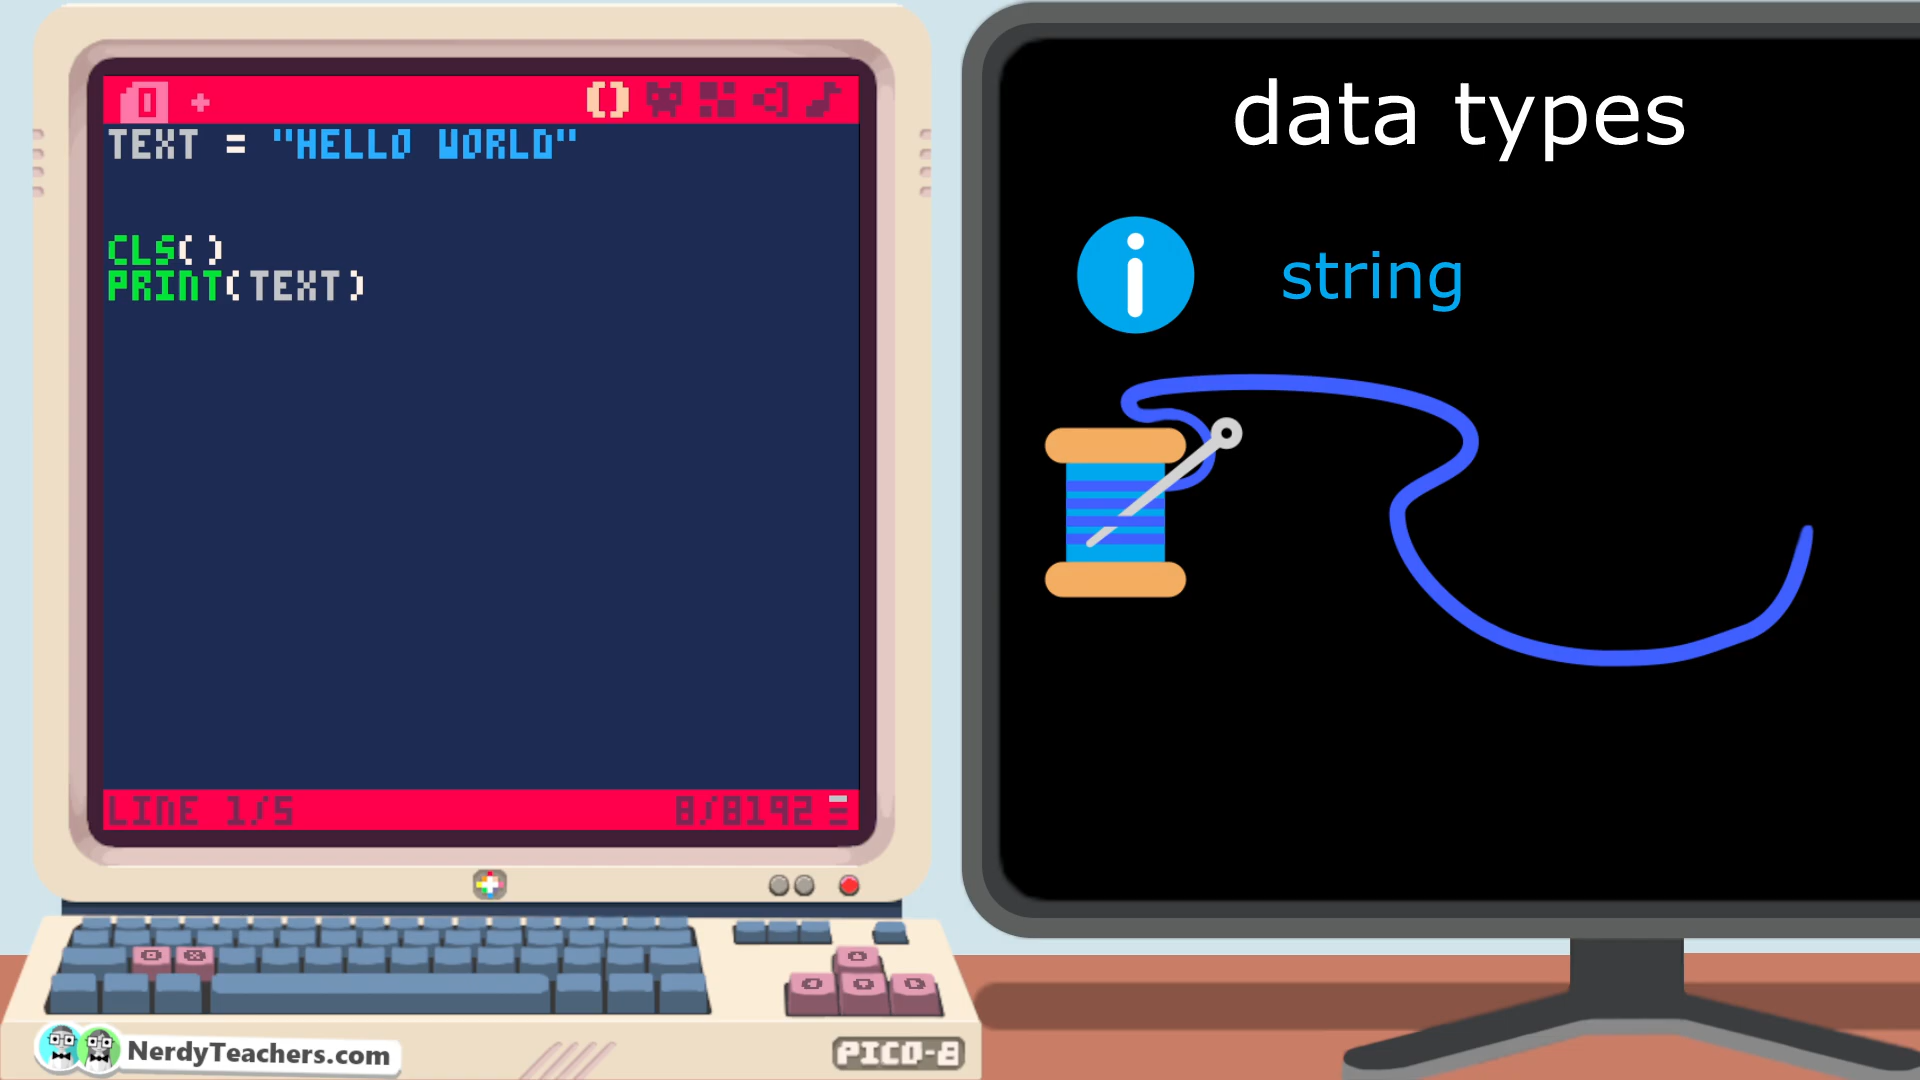 TEXT = "HELLO WORLD"
CLS()
PRINT(TEXT)
LINE 1/5
8/8192
NerdyTeachers.com
PICO-8
data types
i
string